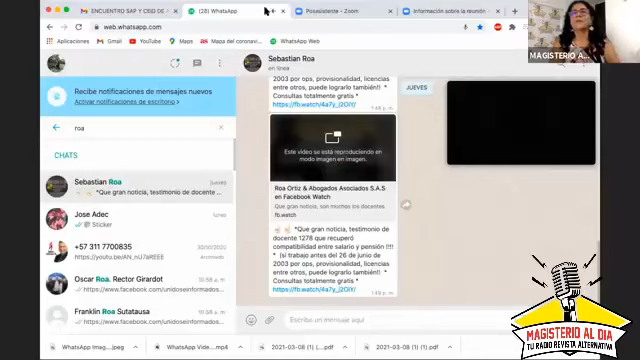 ENCUENTRO SAP Y CRED DE
(28) WhatsApp
Posasistente - Zoom
Información sobre la reunión
web.whatsapp.com
Aplicaciones
Gmail
YouTube
Maps
Mapa del coronavi...
WhatsApp Web
MAGISTERIO A...
Sebastian Roa
en línea
Recibe notificaciones de mensajes nuevos
Activar notificaciones de escritorio >
roa
CHATS
Sebastian Roa
jueves
*Que gran noticia, testimonio de docente ...
Jose Adec
lunes
Sticker
+57 311 7700835
30/10/2020
Oscar Roa. Rector Girardot
10:58 a. m.
https://www.facebook.com/unidoseinformados...
Franklin Roa Sutatausa
10:58 a. m.
https://www.facebook.com/unidoseinformados...
JUEVES
2003 por ops, provisionalidad, licencias
entre otros, puede lograrlo también!! *
Consultas totalmente gratis *
https://fb.watch/4a7y_j2OlY/
1:48 p. m.
Este video se está reproduciendo en
modo imagen en imagen.
Roa Ortiz & Abogados Asociados S.A.S
en Facebook Watch
Que gran noticia, son muchos los docentes
fb.watch
*Que gran noticia, testimonio de
docente 1278 que recuperó
compatibilidad entre salario y pensión !!!!
* (si trabajo antes del 26 de junio de
2003 por ops, provisionalidad, licencias
entre otros, puede lograrlo también!! *
Consultas totalmente gratis *
https://fb.watch/4a7y_j2OlY/
1:49 p. m.
Escribe un mensaje aquí
WhatsApp Imag....jpeg
WhatsApp Vide....mp4
2021-03-08 (1) (...pdf
2021-03-08 (1).pdf
MAGISTERIO AL DIA
TU RADIO REVISTA ALTERNATIVA